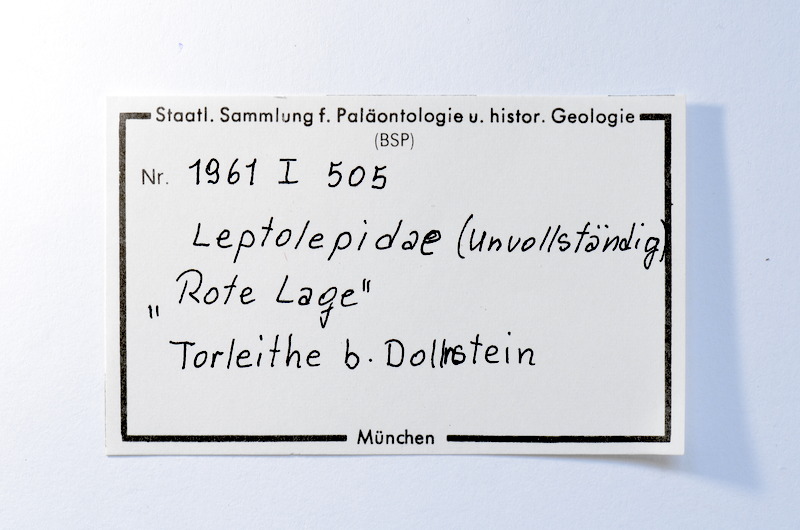 Staatl. Sammlung f. Paläontologie u. histor. Geologie
(BSP)
Nr. 1961 I 505
Leptolepidae (unvollständig)
„Rote Lage"
Torleithe b. Dollnstein
München